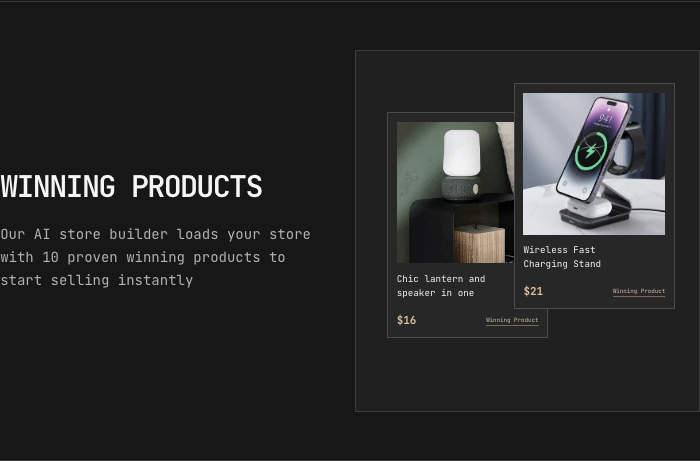 WINNING PRODUCTS
Our AI store builder loads your store
with 10 proven winning products to
start selling instantly
Chic lantern and
speaker in one
$16
Winning Product
Wireless Fast
Charging Stand
$21
Winning Product